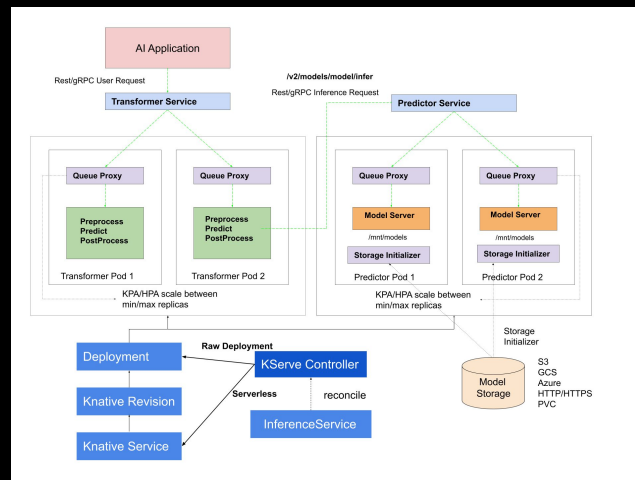 AI Application
Rest/gRPC User Request
/v2/models/model/infer
Rest/gRPC Inference Request
Transformer Service
Predictor Service
Queue Proxy
Queue Proxy
Queue Proxy
Queue Proxy
Preprocess
Predict
PostProcess
Preprocess
Predict
PostProcess
Model Server
Model Server
/mnt/models
/mnt/models
Storage Initializer
Storage Initializer
Transformer Pod 1
Transformer Pod 2
Predictor Pod 1
Predictor Pod 2
KPA/HPA scale between
min/max replicas
KPA/HPA scale between
min/max replicas
Storage
Initializer
Raw Deployment
Deployment
KServe Controller
Serverless
reconcile
Knative Revision
InferenceService
Knative Service
Model
Storage
S3
GCS
Azure
HTTP/HTTPS
PVC